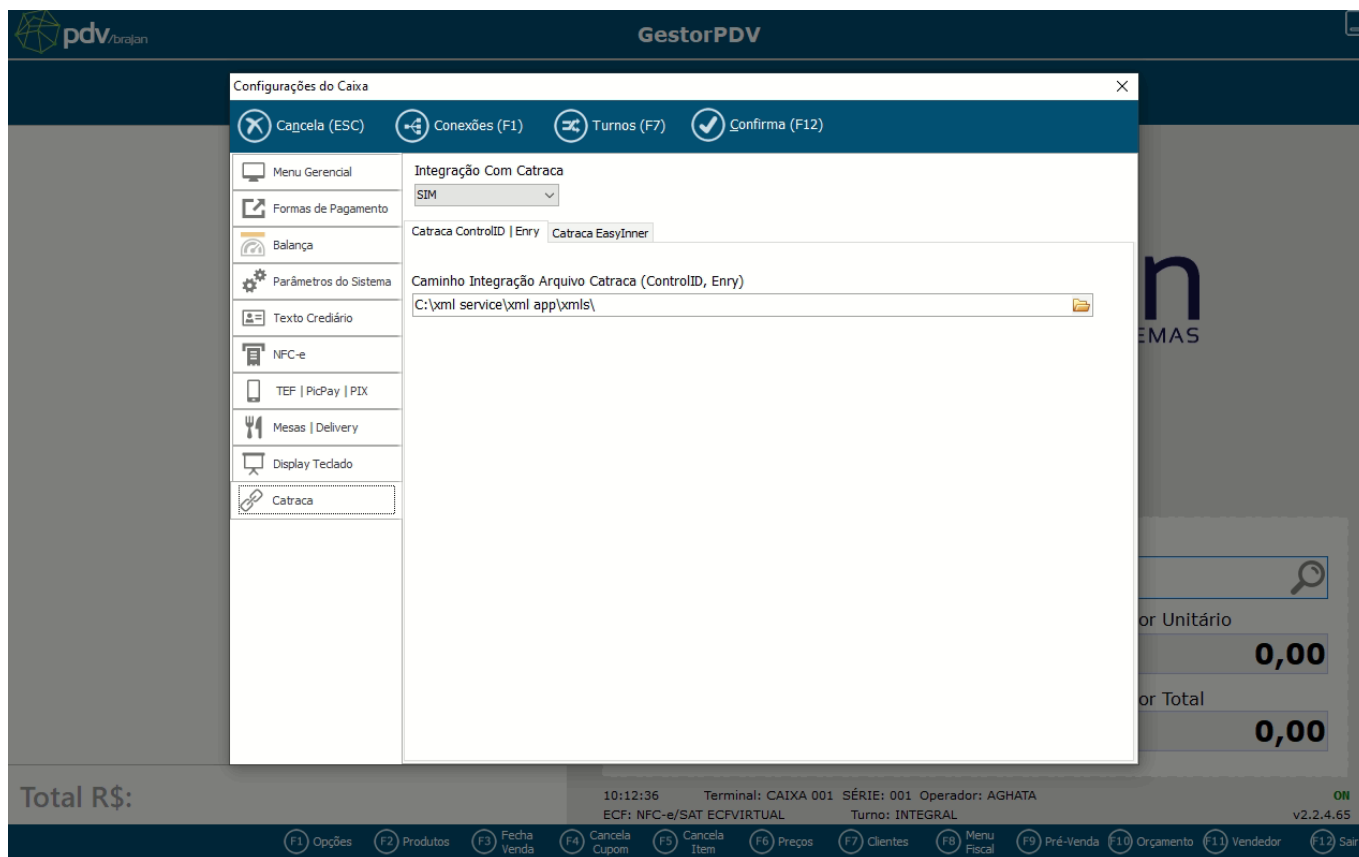 pdv/brajan
GestorPDV
Configurações do Caixa
Cancela (ESC)
Conexões (F1)
Turnos (F7)
Confirma (F12)
Menu Gerencial
Formas de Pagamento
Balança
Parâmetros do Sistema
Texto Crediário
NFC-e
TEF | PicPay | PIX
Mesas | Delivery
Display Teclado
Catraca
Integração Com Catraca
SIM
Catraca ControlID | Enry
Catraca EasyInner
Caminho Integração Arquivo Catraca (ControlID, Enry)
C:\xml service\xml app\xmls\
n
EMAS
or Unitário
0,00
or Total
0,00
Total R$:
10:12:36 Terminal: CAIXA 001 SÉRIE: 001 Operador: AGHATA ON
ECF: NFC-e/SAT ECFVIRTUAL Turno: INTEGRAL v2.2.4.65
F1 Opções
F2 Produtos
F3 Fecha Venda
F4 Cancela Cupom
F5 Cancela Item
F6 Preços
F7 Clientes
F8 Menu Fiscal
F9 Pré-Venda
F10 Orçamento
F11 Vendedor
F12 Sair